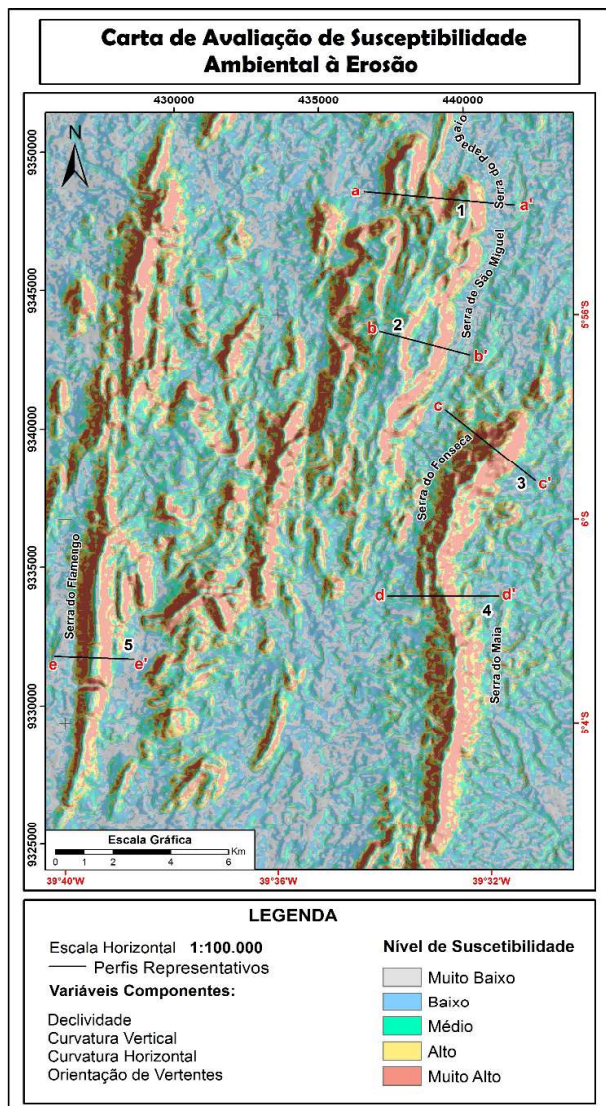 Carta de Avaliação de Susceptibilidade
Ambiental à Erosão
430000
435000
440000
N
9350000
9345000
9340000
9335000
9330000
9325000
Serra do Papagaio
a
1
a'
Serra de São Miguel
b
2
b'
5°56'S
c
Serra do Fonseca
3
c'
6°S
d
d'
4
Serra do Maia
Serra do Flamengo
5
e
e'
5°4'S
Escala Gráfica
0 1 2 4 6 Km
39°40'W
39°36'W
39°32'W
LEGENDA
Escala Horizontal 1:100.000
Perfis Representativos
Variáveis Componentes:
Declividade
Curvatura Vertical
Curvatura Horizontal
Orientação de Vertentes
Nível de Suscetibilidade
Muito Baixo
Baixo
Médio
Alto
Muito Alto